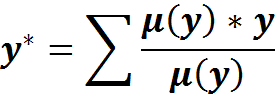 y* = ∑ μ(y) * y / μ(y)